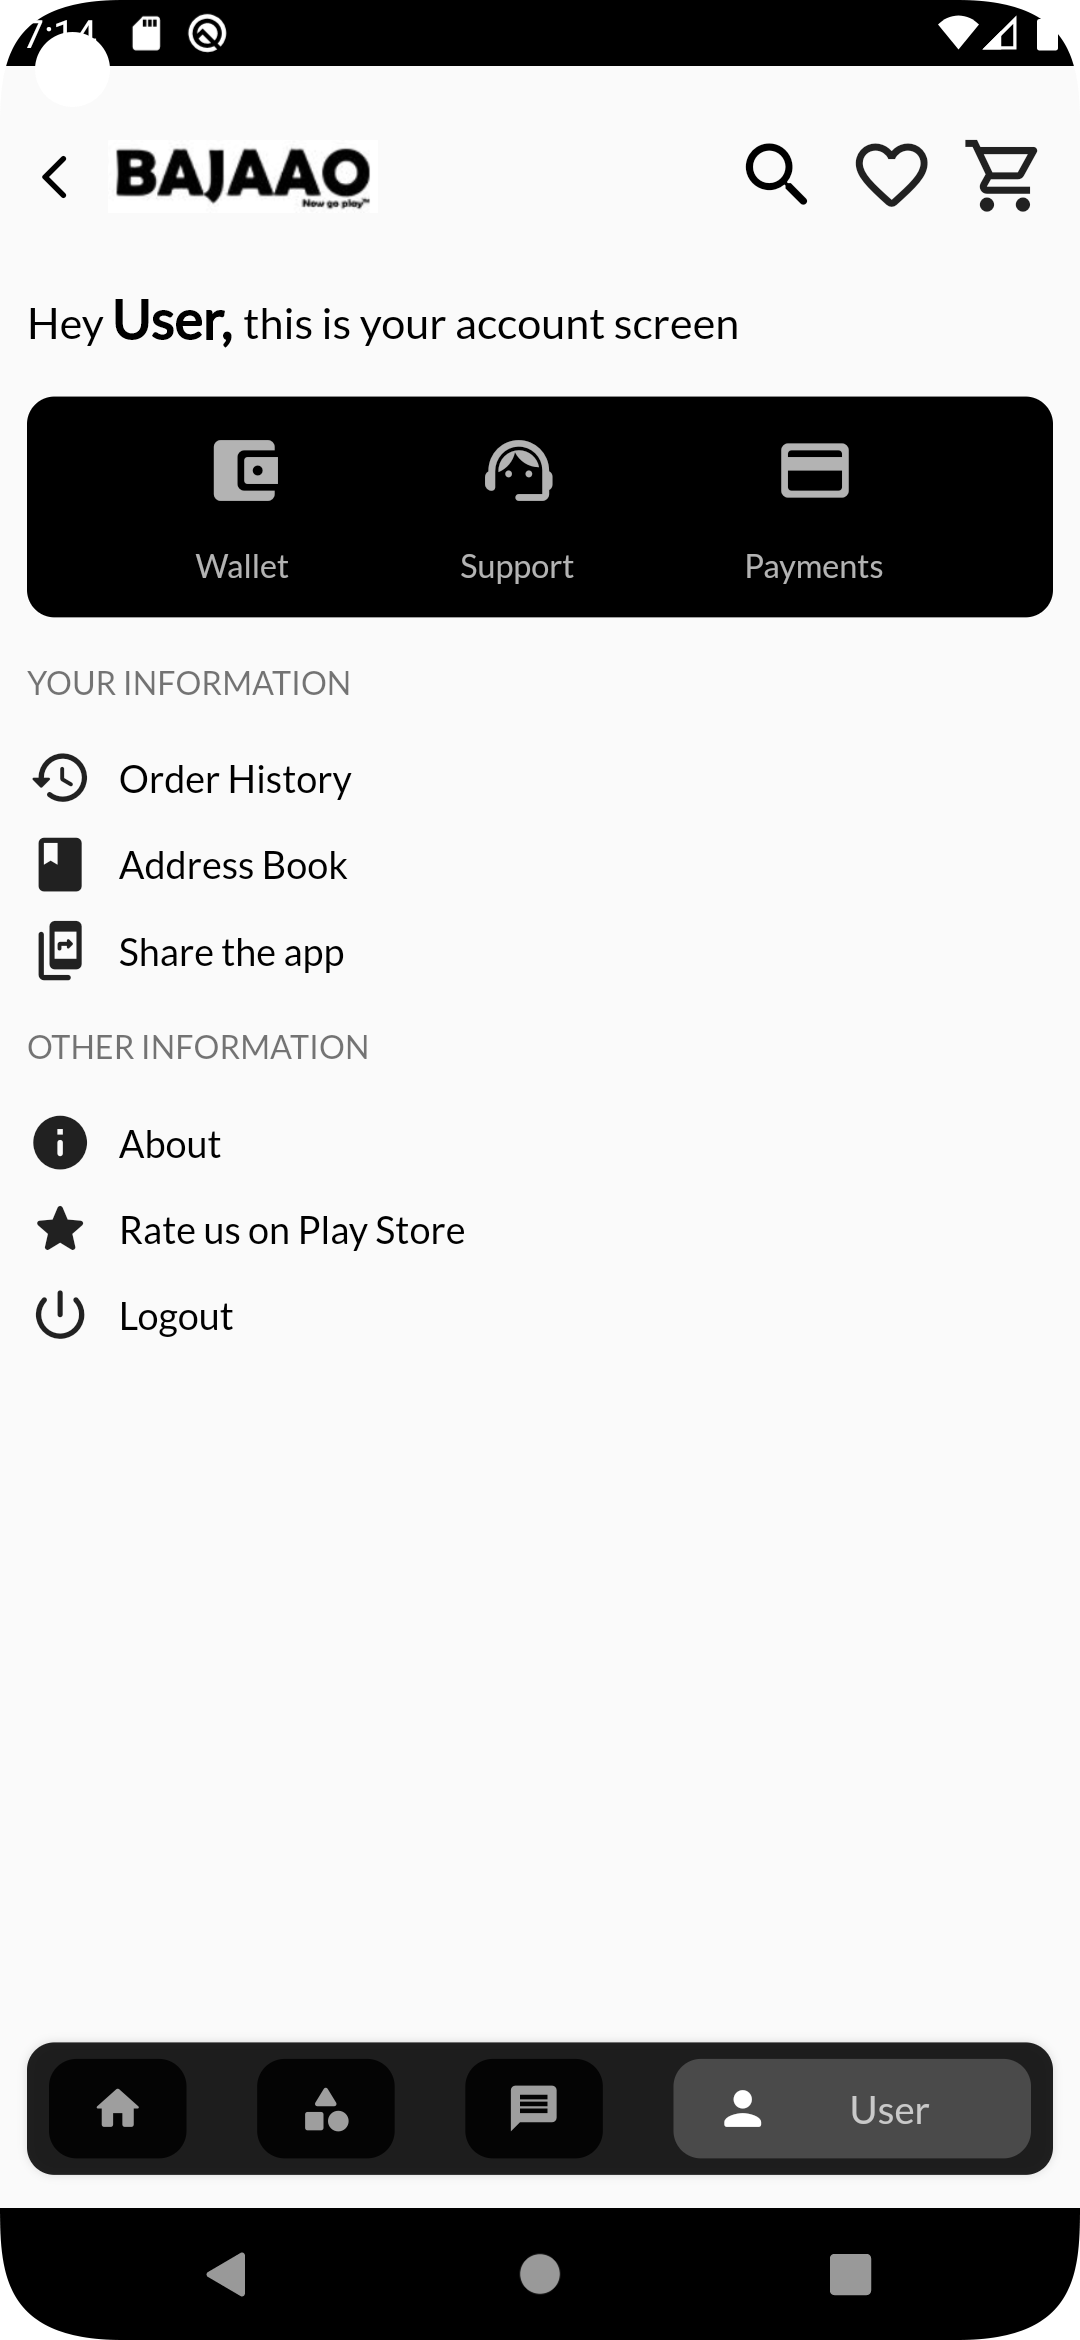 7:14
BAJAAO
Now go play™
Hey User, this is your account screen
Wallet Support Payments
YOUR INFORMATION
Order History
Address Book
Share the app
OTHER INFORMATION
About
Rate us on Play Store
Logout
User